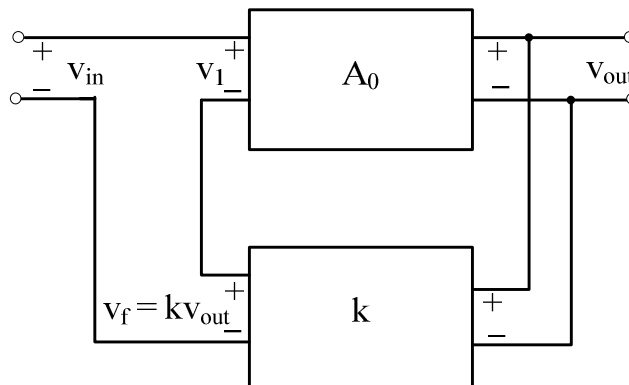 + + +
v_in v_1 A_0 v_out
− − −
+ +
v_f = kv_out k
− −